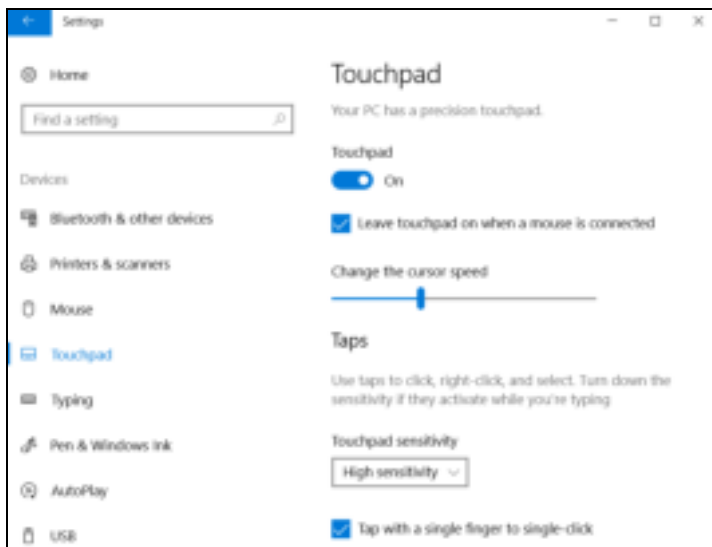 Settings
Home
Find a setting
Devices
Bluetooth & other devices
Printers & scanners
Mouse
Touchpad
Typing
Pen & Windows Ink
AutoPlay
USB
Touchpad
Your PC has a precision touchpad.
Touchpad
On
Leave touchpad on when a mouse is connected
Change the cursor speed
Taps
Use taps to click, right-click, and select. Turn down the
sensitivity if they activate while you're typing
Touchpad sensitivity
High sensitivity
Tap with a single finger to single-click